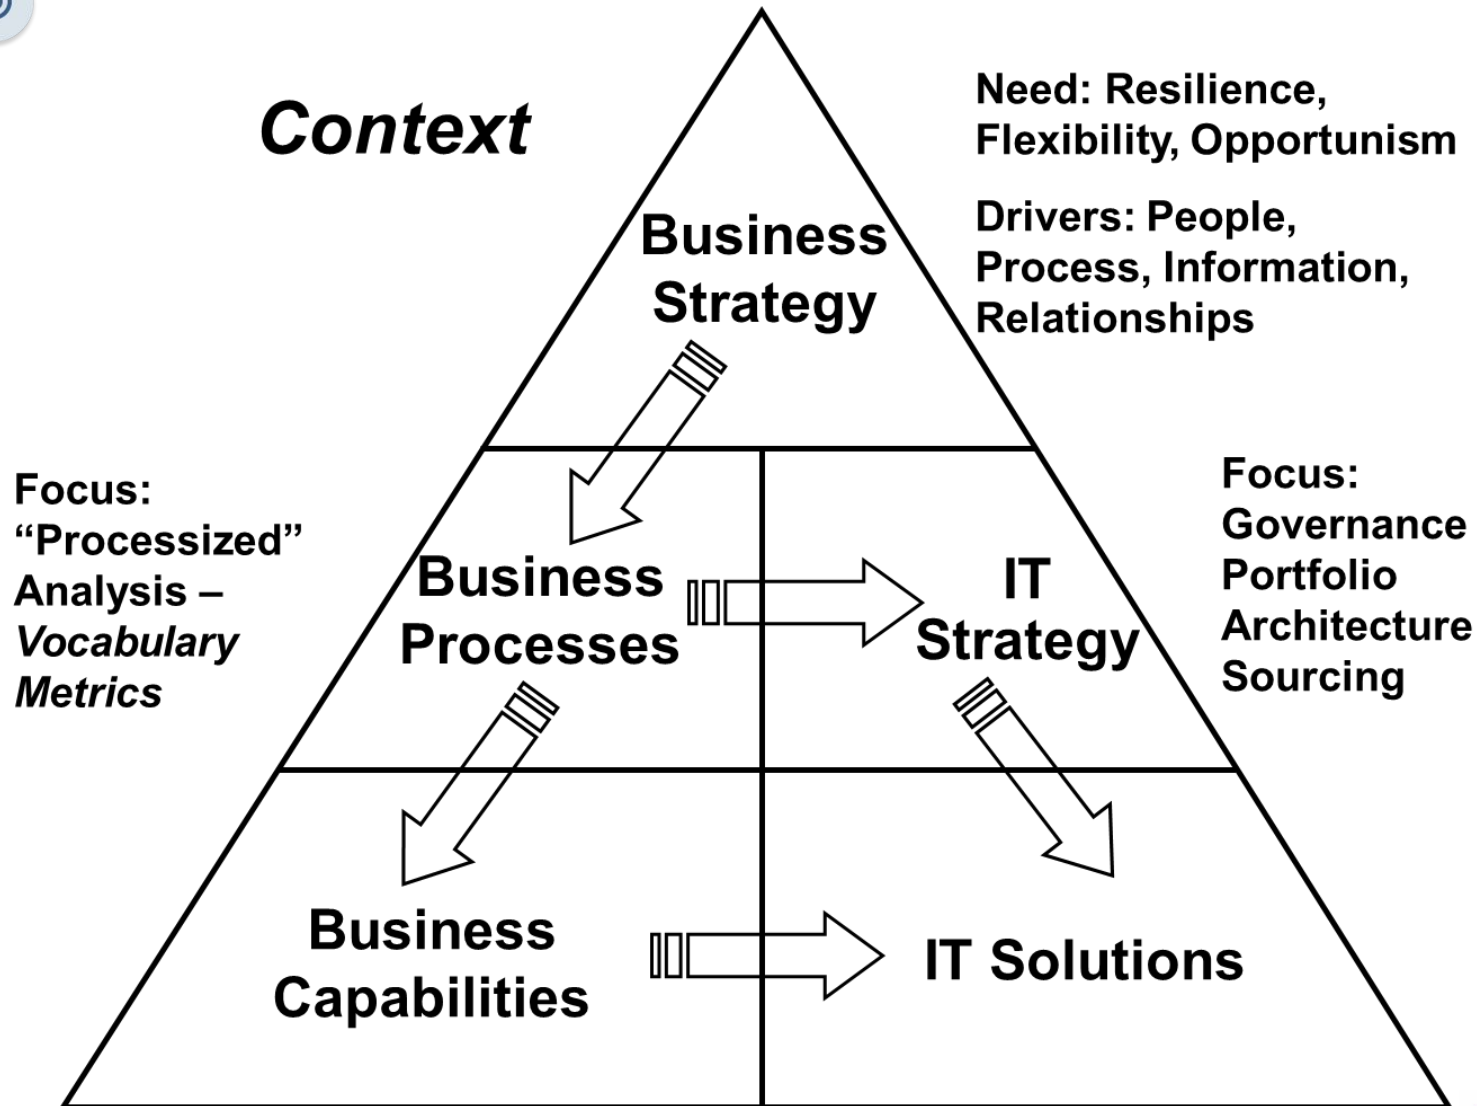 Context
Need: Resilience,
Flexibility, Opportunism
Drivers: People,
Process, Information,
Relationships
Business
Strategy
Focus:
“Processized”
Analysis –
Vocabulary
Metrics
Business
Processes
IT
Strategy
Focus:
Governance
Portfolio
Architecture
Sourcing
Business
Capabilities
IT Solutions